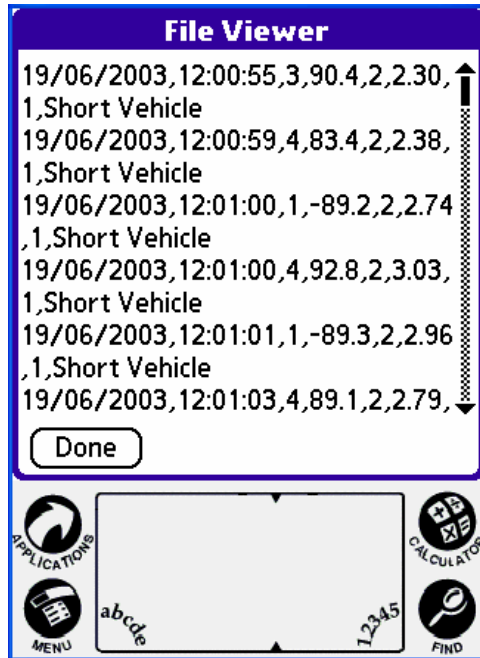 File Viewer
19/06/2003,12:00:55,3,90.4,2,2.30,
1,Short Vehicle
19/06/2003,12:00:59,4,83.4,2,2.38,
1,Short Vehicle
19/06/2003,12:01:00,1,-89.2,2,2.74
,1,Short Vehicle
19/06/2003,12:01:00,4,92.8,2,3.03,
1,Short Vehicle
19/06/2003,12:01:01,1,-89.3,2,2.96
,1,Short Vehicle
19/06/2003,12:01:03,4,89.1,2,2.79,
Done
APPLICATIONS
CALCULATOR
MENU
abcde
12345
FIND